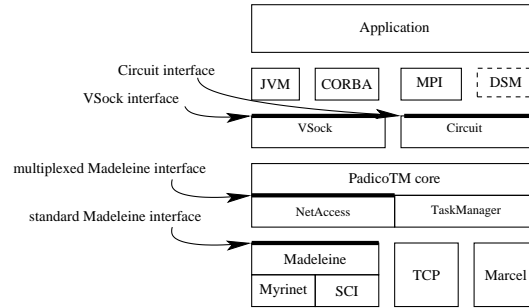 Application
Circuit interface
JVM
CORBA
MPI
DSM
VSock interface
VSock
Circuit
multiplexed Madeleine interface
PadicoTM core
NetAccess
TaskManager
standard Madeleine interface
Madeleine
TCP
Marcel
Myrinet
SCI